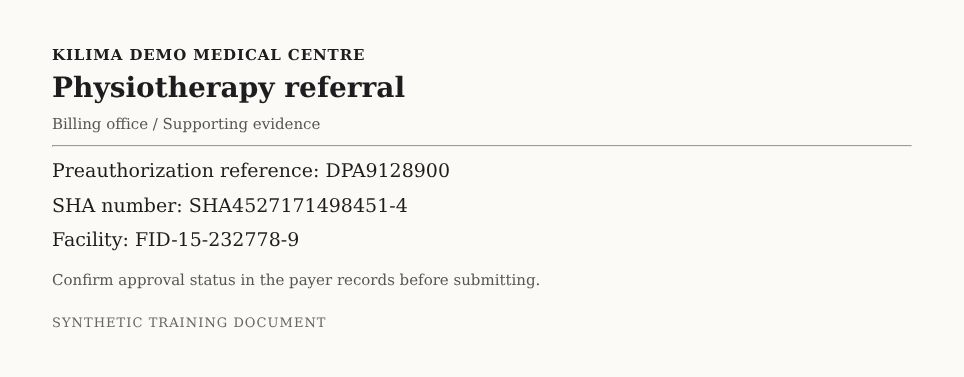 KILIMA DEMO MEDICAL CENTRE
Physiotherapy referral
Billing office / Supporting evidence
Preauthorization reference: DPA9128900
SHA number: SHA4527171498451-4
Facility: FID-15-232778-9
Confirm approval status in the payer records before submitting.
SYNTHETIC TRAINING DOCUMENT